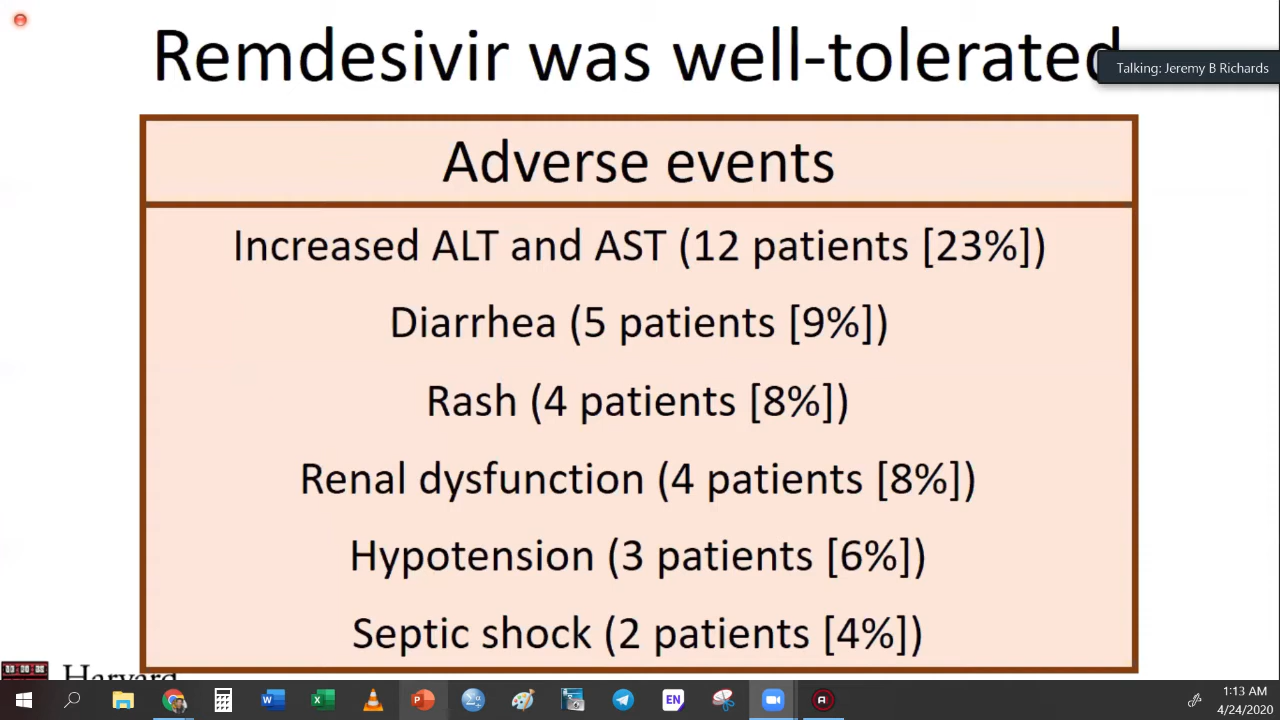 Remdesivir was well-tolerated
Talking: Jeremy B Richards
Adverse events
Increased ALT and AST (12 patients [23%])
Diarrhea (5 patients [9%])
Rash (4 patients [8%])
Renal dysfunction (4 patients [8%])
Hypotension (3 patients [6%])
Septic shock (2 patients [4%])
Harvard
EN
1:13 AM
4/24/2020